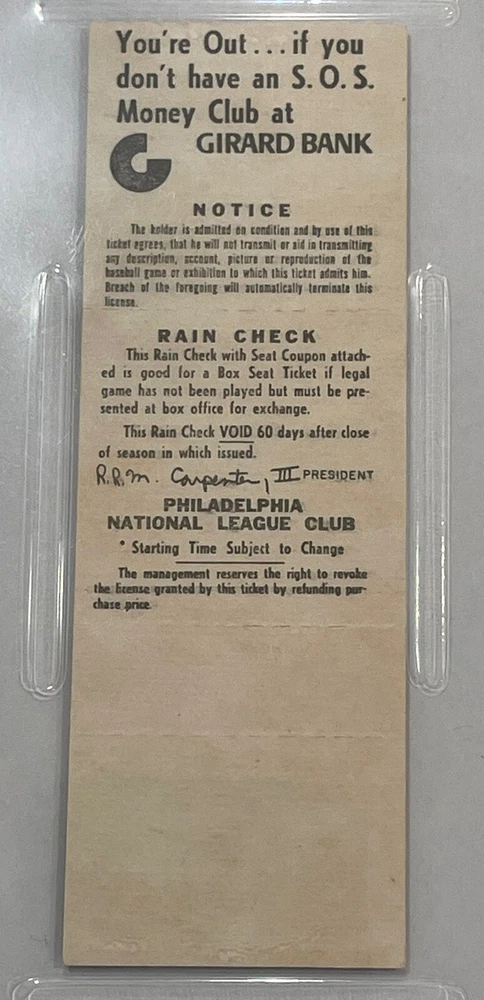 You're Out...if you
don't have an S.O.S.
Money Club at
GIRARD BANK
NOTICE
The holder is admitted on condition and by use of this
ticket agrees, that he will not transmit or aid in transmitting
any description, account, picture or reproduction of the
baseball game or exhibition to which this ticket admits him.
Breach of the foregoing will automatically terminate this
license.
RAIN CHECK
This Rain Check with Seat Coupon attach-
ed is good for a Box Seat Ticket if legal
game has not been played but must be pre-
sented at box office for exchange.
This Rain Check VOID 60 days after close
of season in which issued.
R.R.M. Carpenter, III PRESIDENT
PHILADELPHIA
NATIONAL LEAGUE CLUB
* Starting Time Subject to Change
The management reserves the right to revoke
the license granted by this ticket by refunding pur-
chase price.